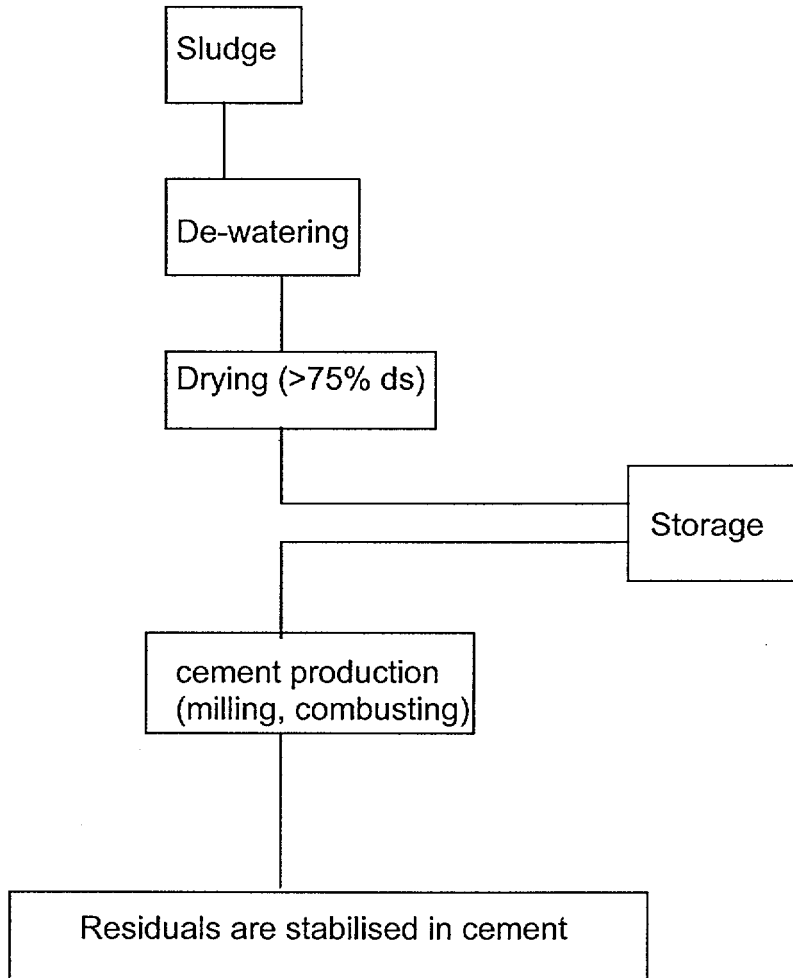 Sludge
De-watering
Drying (>75% ds)
Storage
cement production
(milling, combusting)
Residuals are stabilised in cement